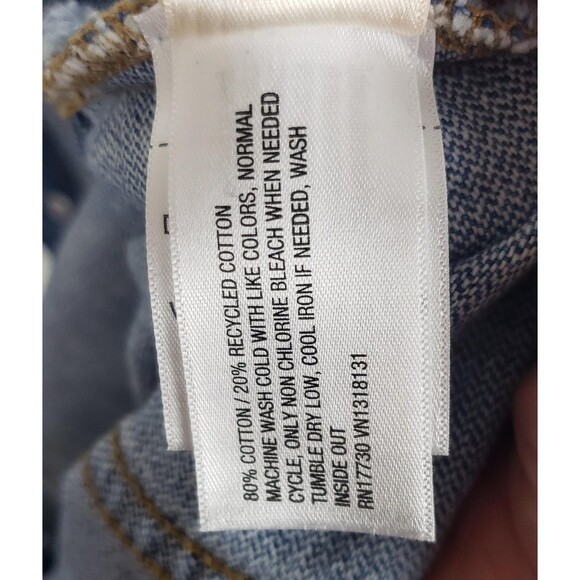 80% COTTON / 20% RECYCLED COTTON
MACHINE WASH COLD WITH LIKE COLORS, NORMAL
CYCLE, ONLY NON CHLORINE BLEACH WHEN NEEDED
TUMBLE DRY LOW, COOL IRON IF NEEDED, WASH
INSIDE OUT
RN17730 VN1318131